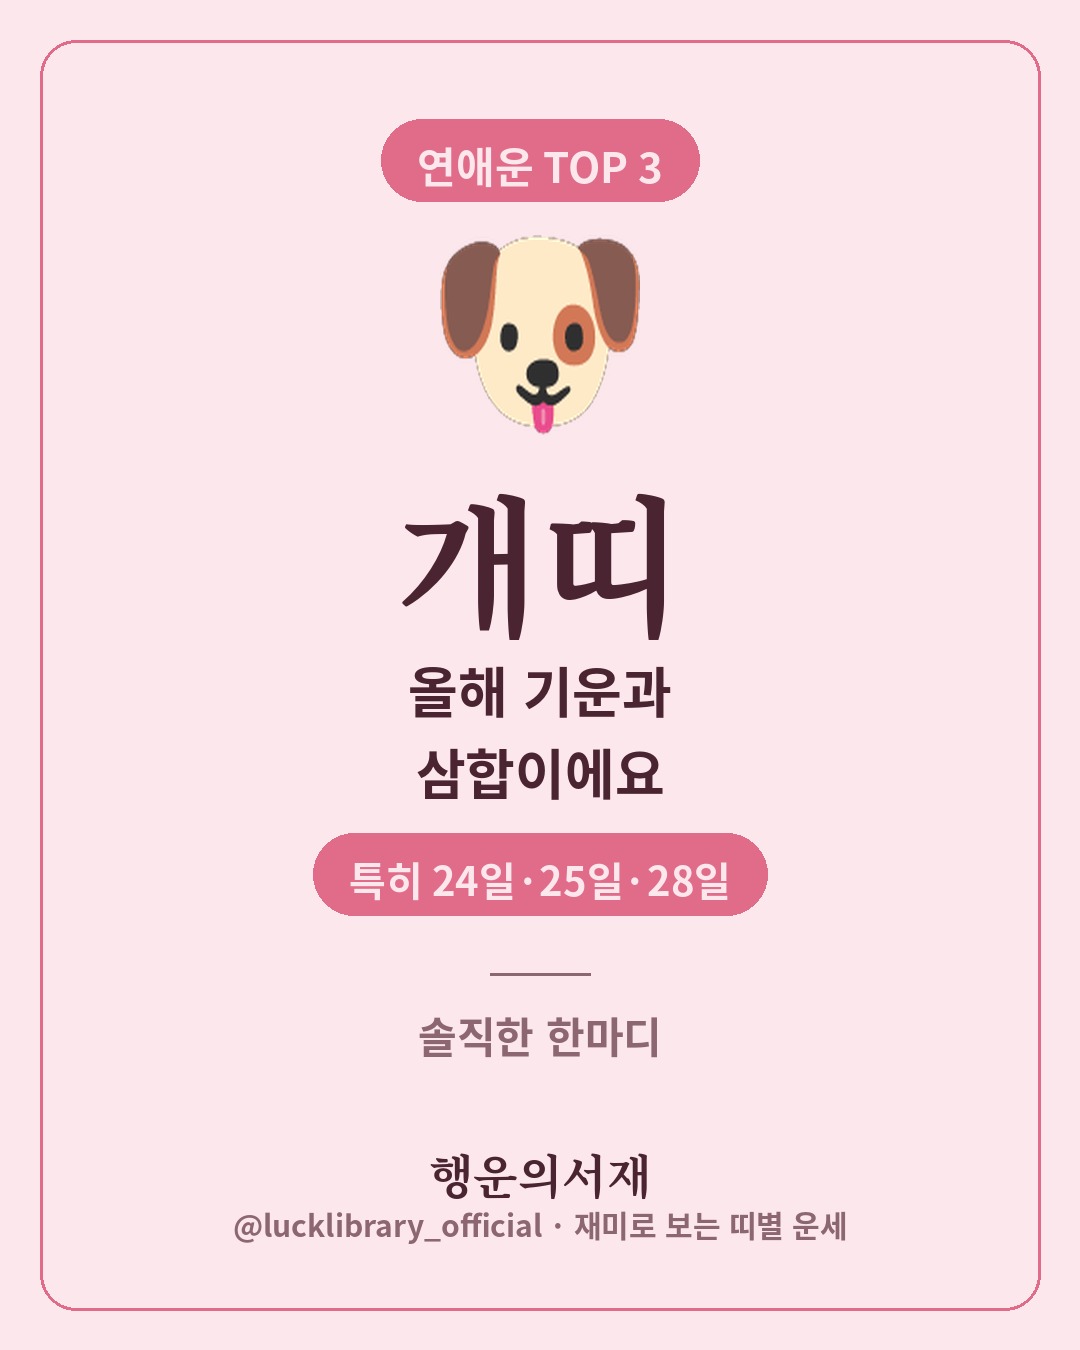 연애운 TOP 3
개띠
올해 기운과
삼합이에요
특히 24일·25일·28일
솔직한 한마디
행운의서재
@lucklibrary_official · 재미로 보는 띠별 운세